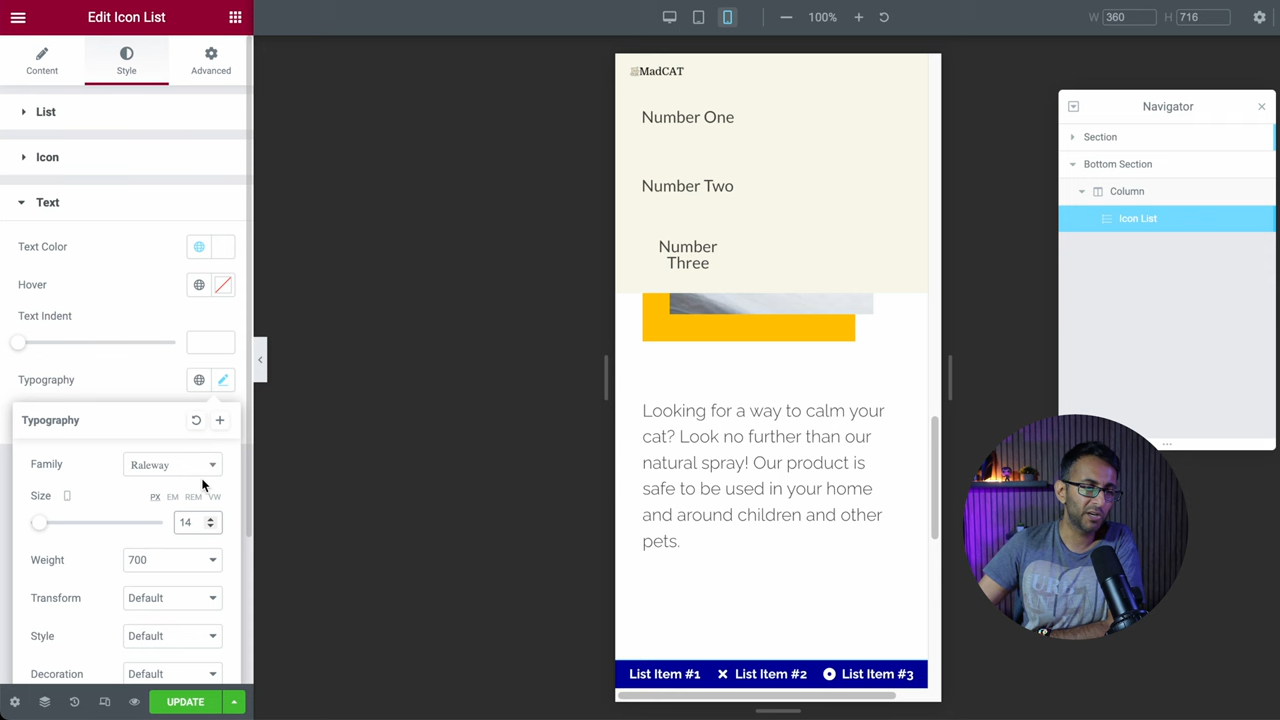 Edit Icon List
100%
W 360 H 716
Content Style Advanced
List
Icon
Text
Text Color
Hover
Text Indent
Typography
Typography
Family Raleway
Size PX EM REM VW
14
Weight 700
Transform Default
Style Default
Decoration Default
UPDATE
MadCAT
Number One
Number Two
Number
Three
Looking for a way to calm your
cat? Look no further than our
natural spray! Our product is
safe to be used in your home
and around children and other
pets.
List Item #1 List Item #2 List Item #3
Navigator
Section
Bottom Section
Column
Icon List